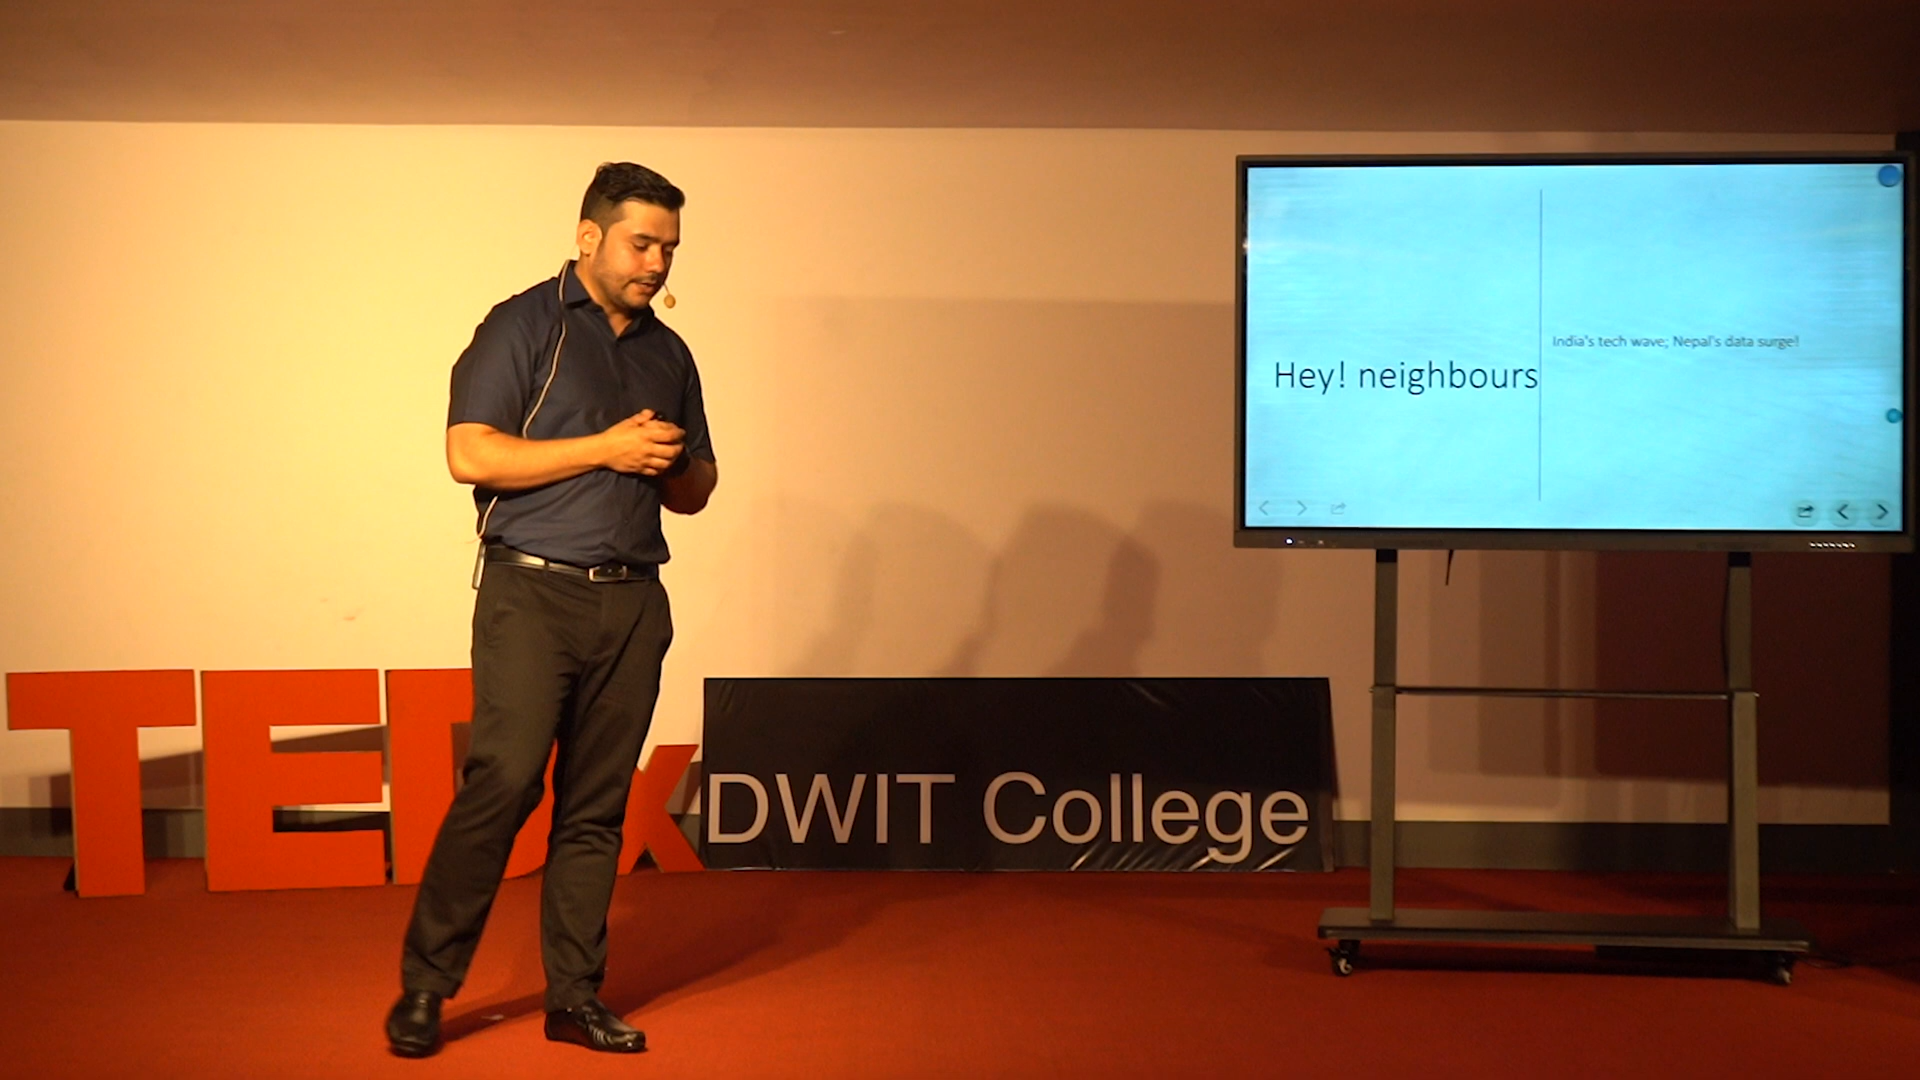 Hey! neighbours
India's tech wave; Nepal's data surge!
TEDx
DWIT College